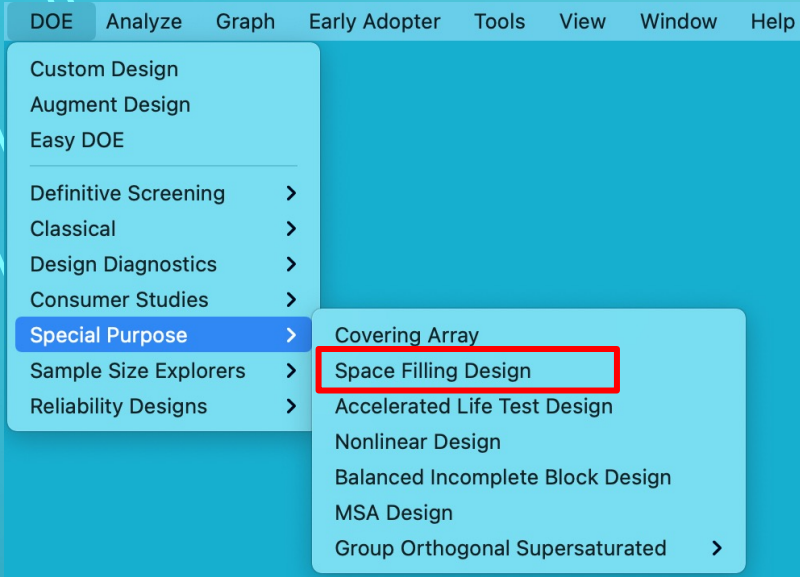 DOE Analyze Graph Early Adopter Tools View Window Help
Custom Design
Augment Design
Easy DOE
Definitive Screening
Classical
Design Diagnostics
Consumer Studies
Special Purpose
Sample Size Explorers
Reliability Designs
Covering Array
Space Filling Design
Accelerated Life Test Design
Nonlinear Design
Balanced Incomplete Block Design
MSA Design
Group Orthogonal Supersaturated